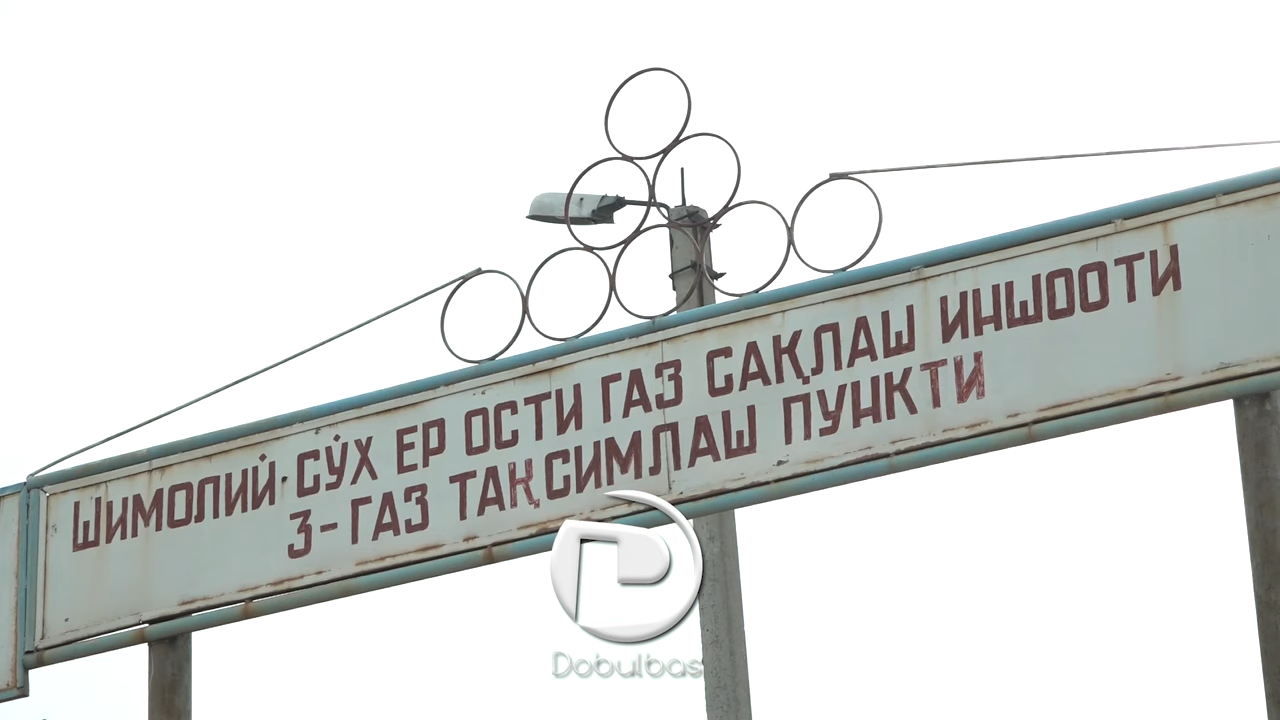 ШИМОЛИЙ СЎХ ЕР ОСТИ ГАЗ САҚЛАШ ИНШООТИ
3-ГАЗ ТАҚСИМЛАШ ПУНКТИ
Dobulbas